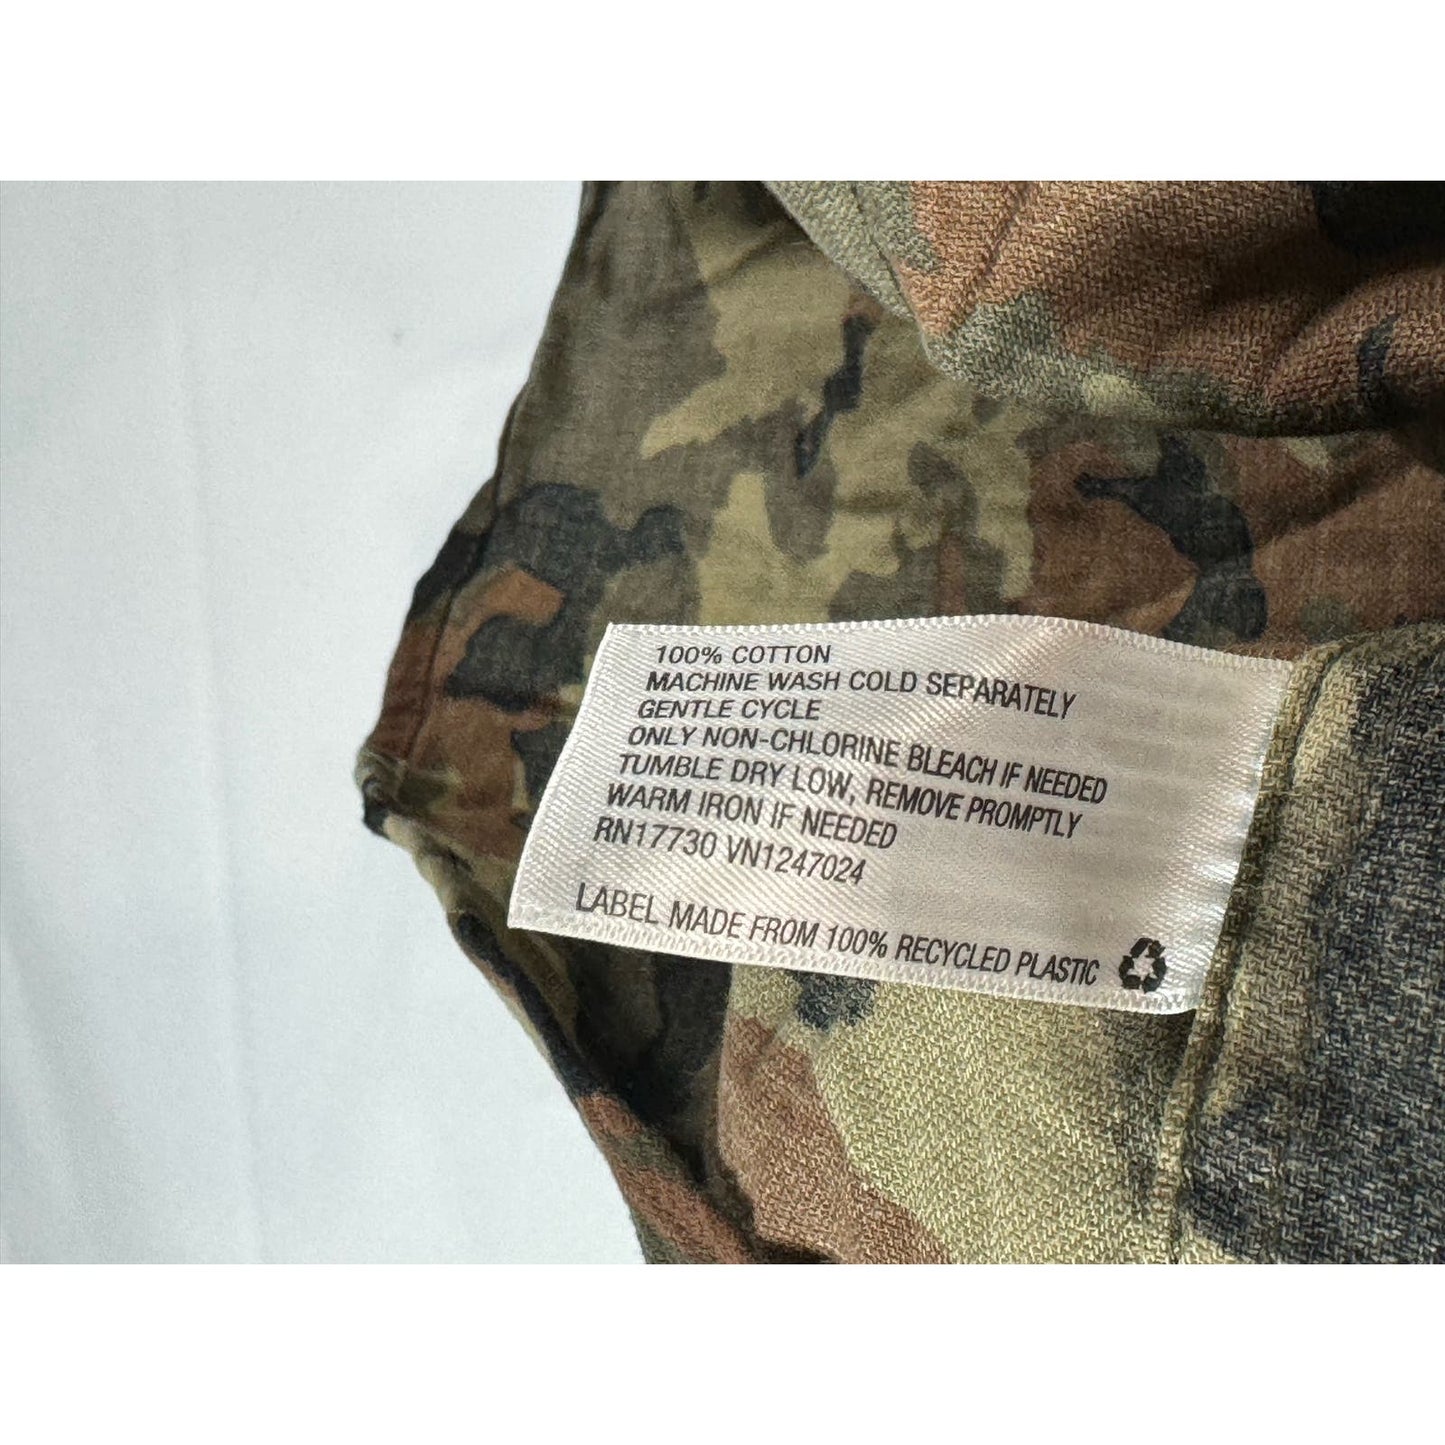 100% COTTON
MACHINE WASH COLD SEPARATELY
GENTLE CYCLE
ONLY NON-CHLORINE BLEACH IF NEEDED
TUMBLE DRY LOW, REMOVE PROMPTLY
WARM IRON IF NEEDED
RN17730 VN1247024
LABEL MADE FROM 100% RECYCLED PLASTIC